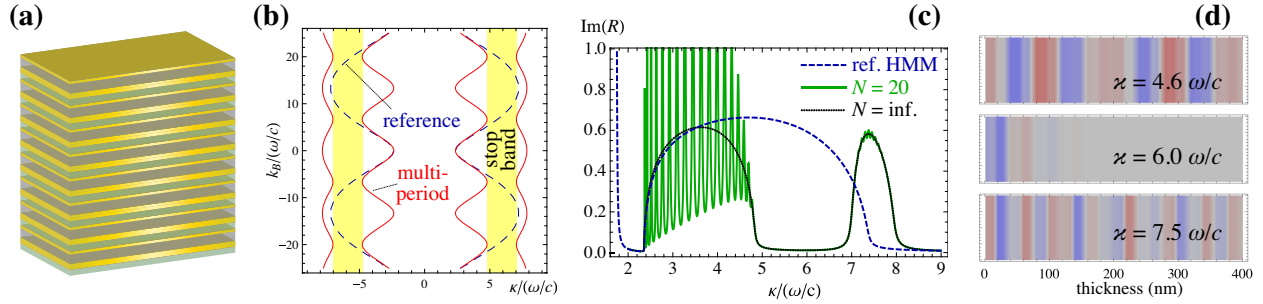 (a)
(b)
k_B/(ω/c)
20
10
0
-10
-20
reference
multi-
period
stop
band
-5
0
5
κ/(ω/c)
Im(R)
(c)
1.0
0.8
0.6
0.4
0.2
0.0
ref. HMM
N = 20
N = inf.
2
3
4
5
6
7
8
9
κ/(ω/c)
(d)
ϰ = 4.6 ω/c
ϰ = 6.0 ω/c
ϰ = 7.5 ω/c
0
100
200
300
400
thickness (nm)